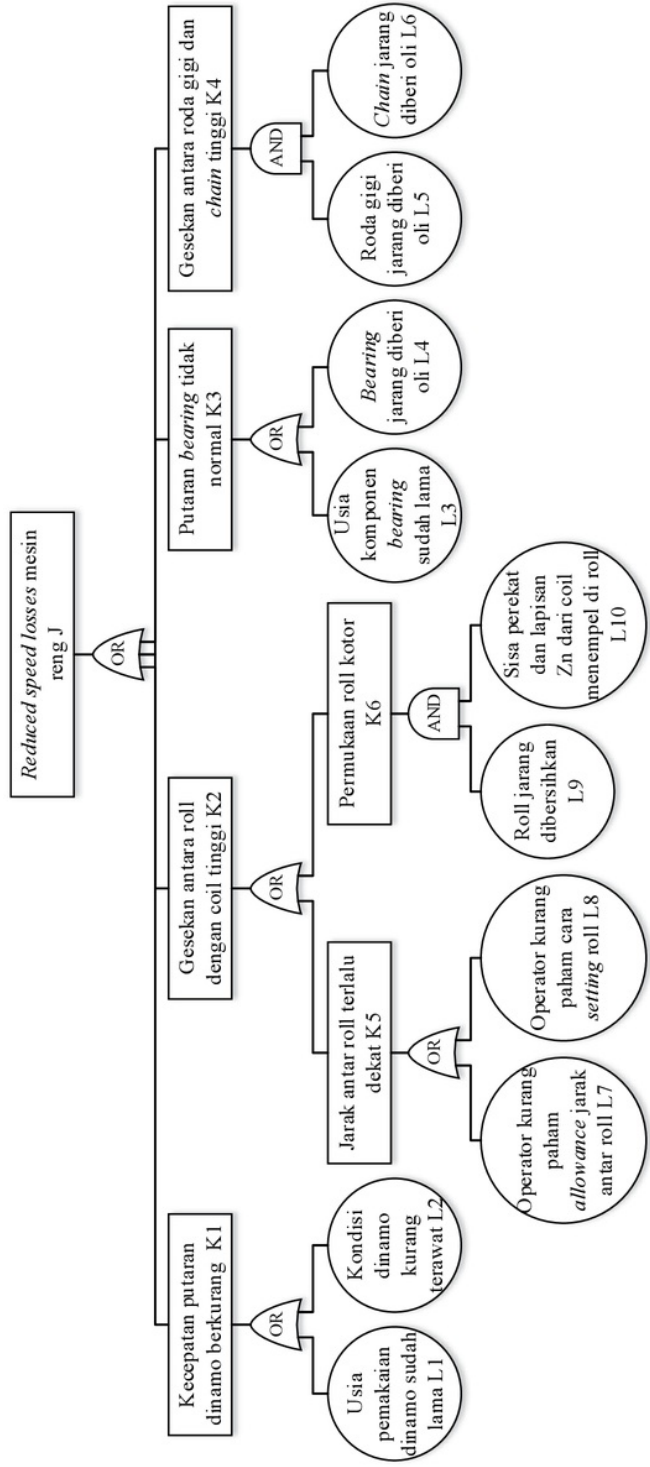 Reduced speed losses mesin
reng J
OR
Kecepatan putaran
dinamo berkurang K1
Gesekan antara roll
dengan coil tinggi K2
Putaran bearing tidak
normal K3
Gesekan antara roda gigi dan
chain tinggi K4
OR
OR
OR
AND
Usia
pemakaian
dinamo sudah
lama L1
Kondisi
dinamo
kurang
terawat L2
Jarak antar roll terlalu
dekat K5
Permukaan roll kotor
K6
Usia
komponen
bearing
sudah lama
L3
Bearing
jarang diberi
oli L4
Roda gigi
jarang diberi
oli L5
Chain jarang
diberi oli L6
OR
AND
Operator kurang
paham
allowance jarak
antar roll L7
Operator kurang
paham cara
setting roll L8
Roll jarang
dibersihkan
L9
Sisa perekat
dan lapisan
Zn dari coil
menempel di roll
L10